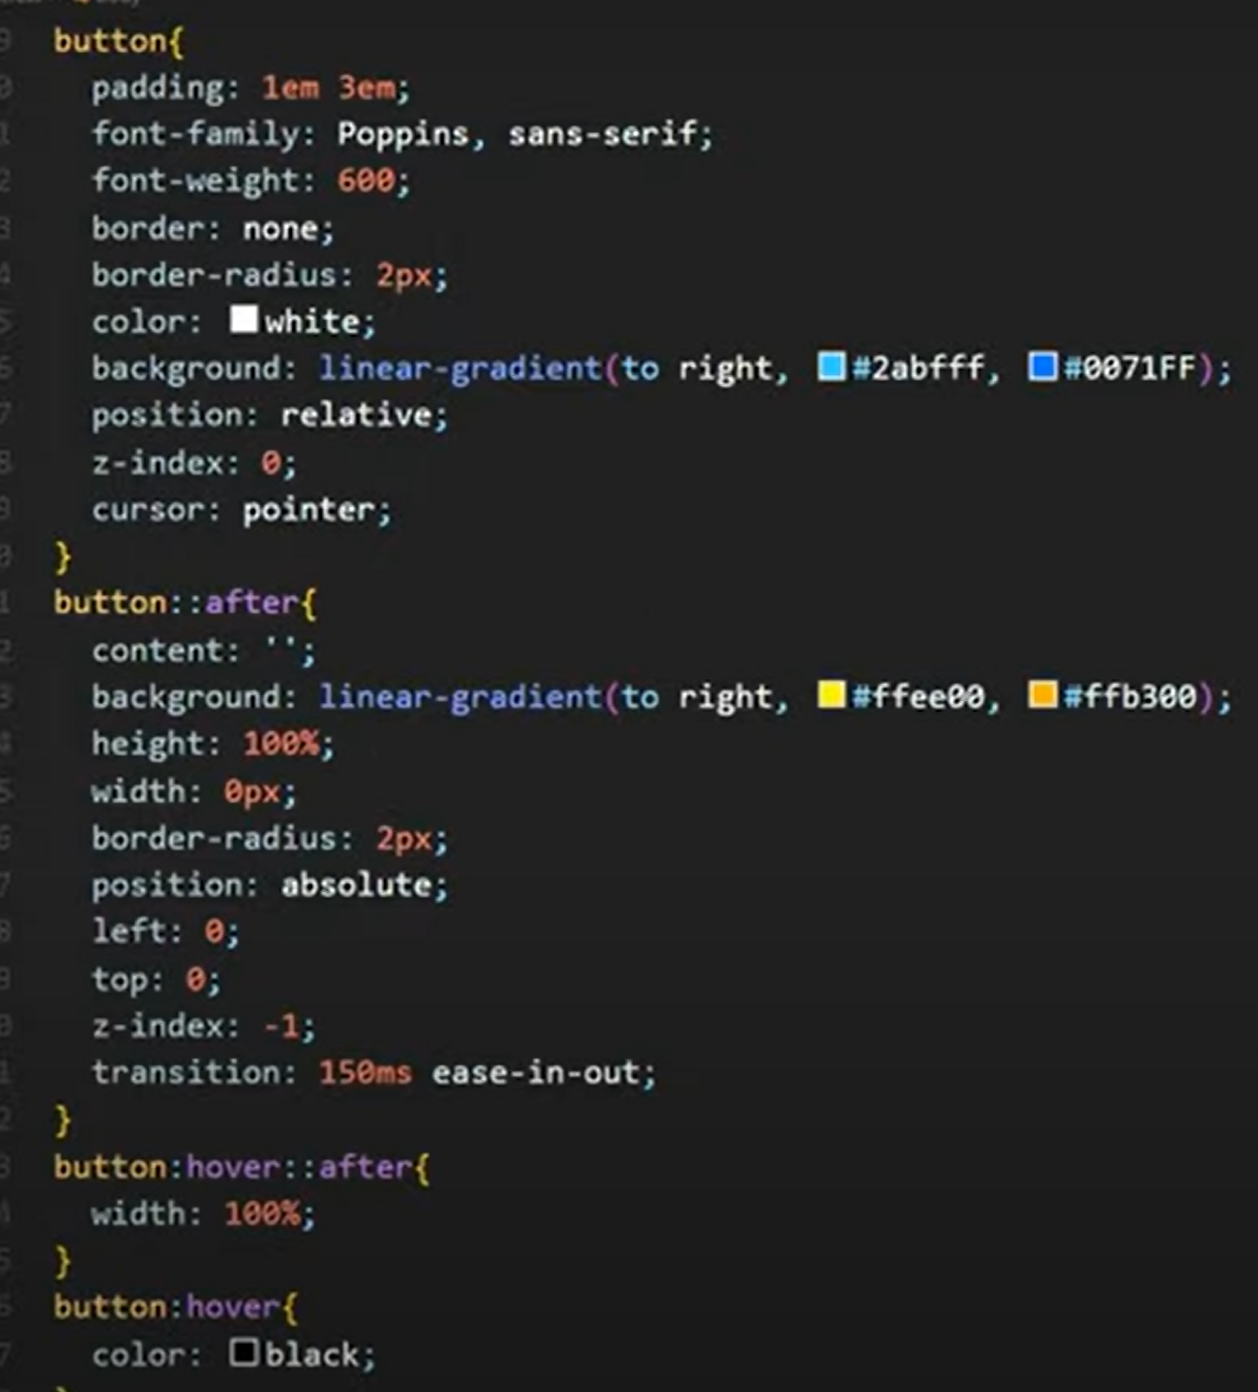 button{
padding: 1em 3em;
font-family: Poppins, sans-serif;
font-weight: 600;
border: none;
border-radius: 2px;
color: white;
background: linear-gradient(to right, #2abfff, #0071FF);
position: relative;
z-index: 0;
cursor: pointer;
}
button::after{
content: '';
background: linear-gradient(to right, #ffee00, #ffb300);
height: 100%;
width: 0px;
border-radius: 2px;
position: absolute;
left: 0;
top: 0;
z-index: -1;
transition: 150ms ease-in-out;
}
button:hover::after{
width: 100%;
}
button:hover{
color: black;